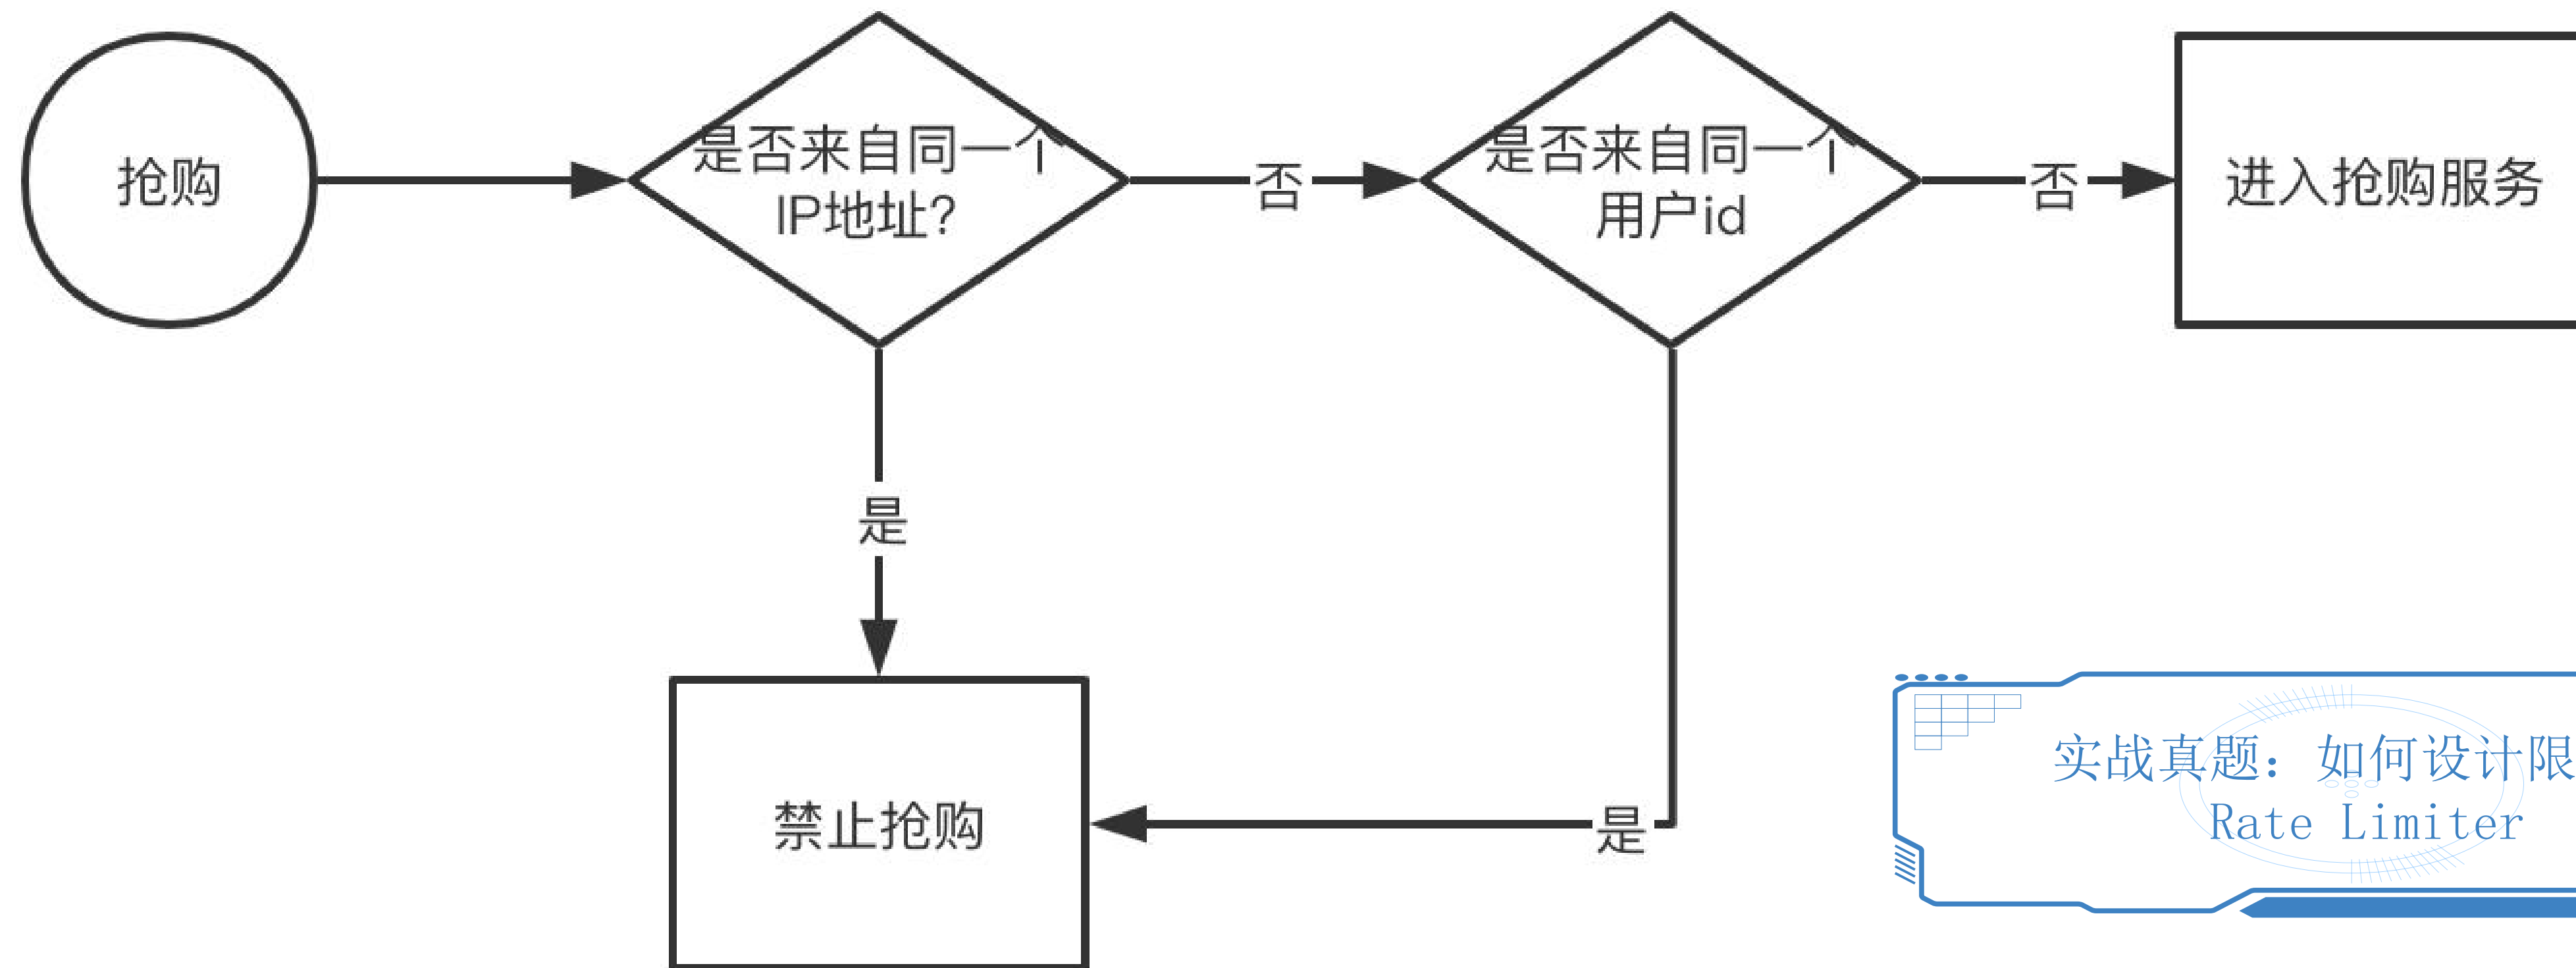 抢购
是否来自同一个
IP地址?
否
是否来自同一个
用户id
否
进入抢购服务
是
禁止抢购
是
实战真题：如何设计限
Rate Limiter